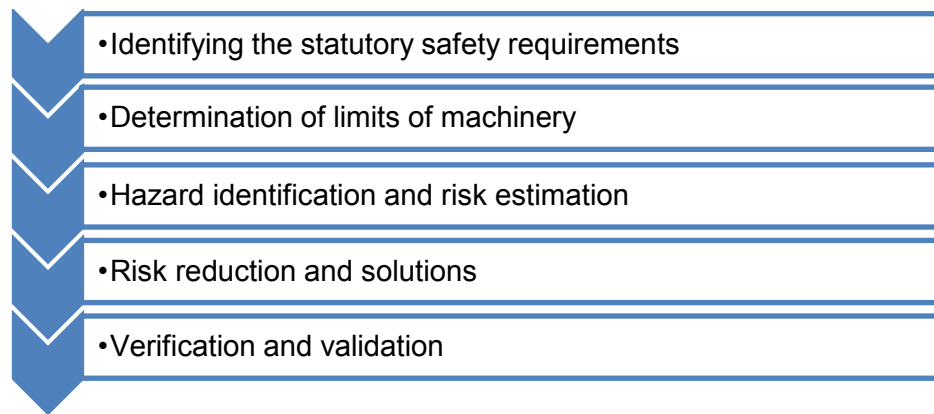 •Identifying the statutory safety requirements
•Determination of limits of machinery
•Hazard identification and risk estimation
•Risk reduction and solutions
•Verification and validation